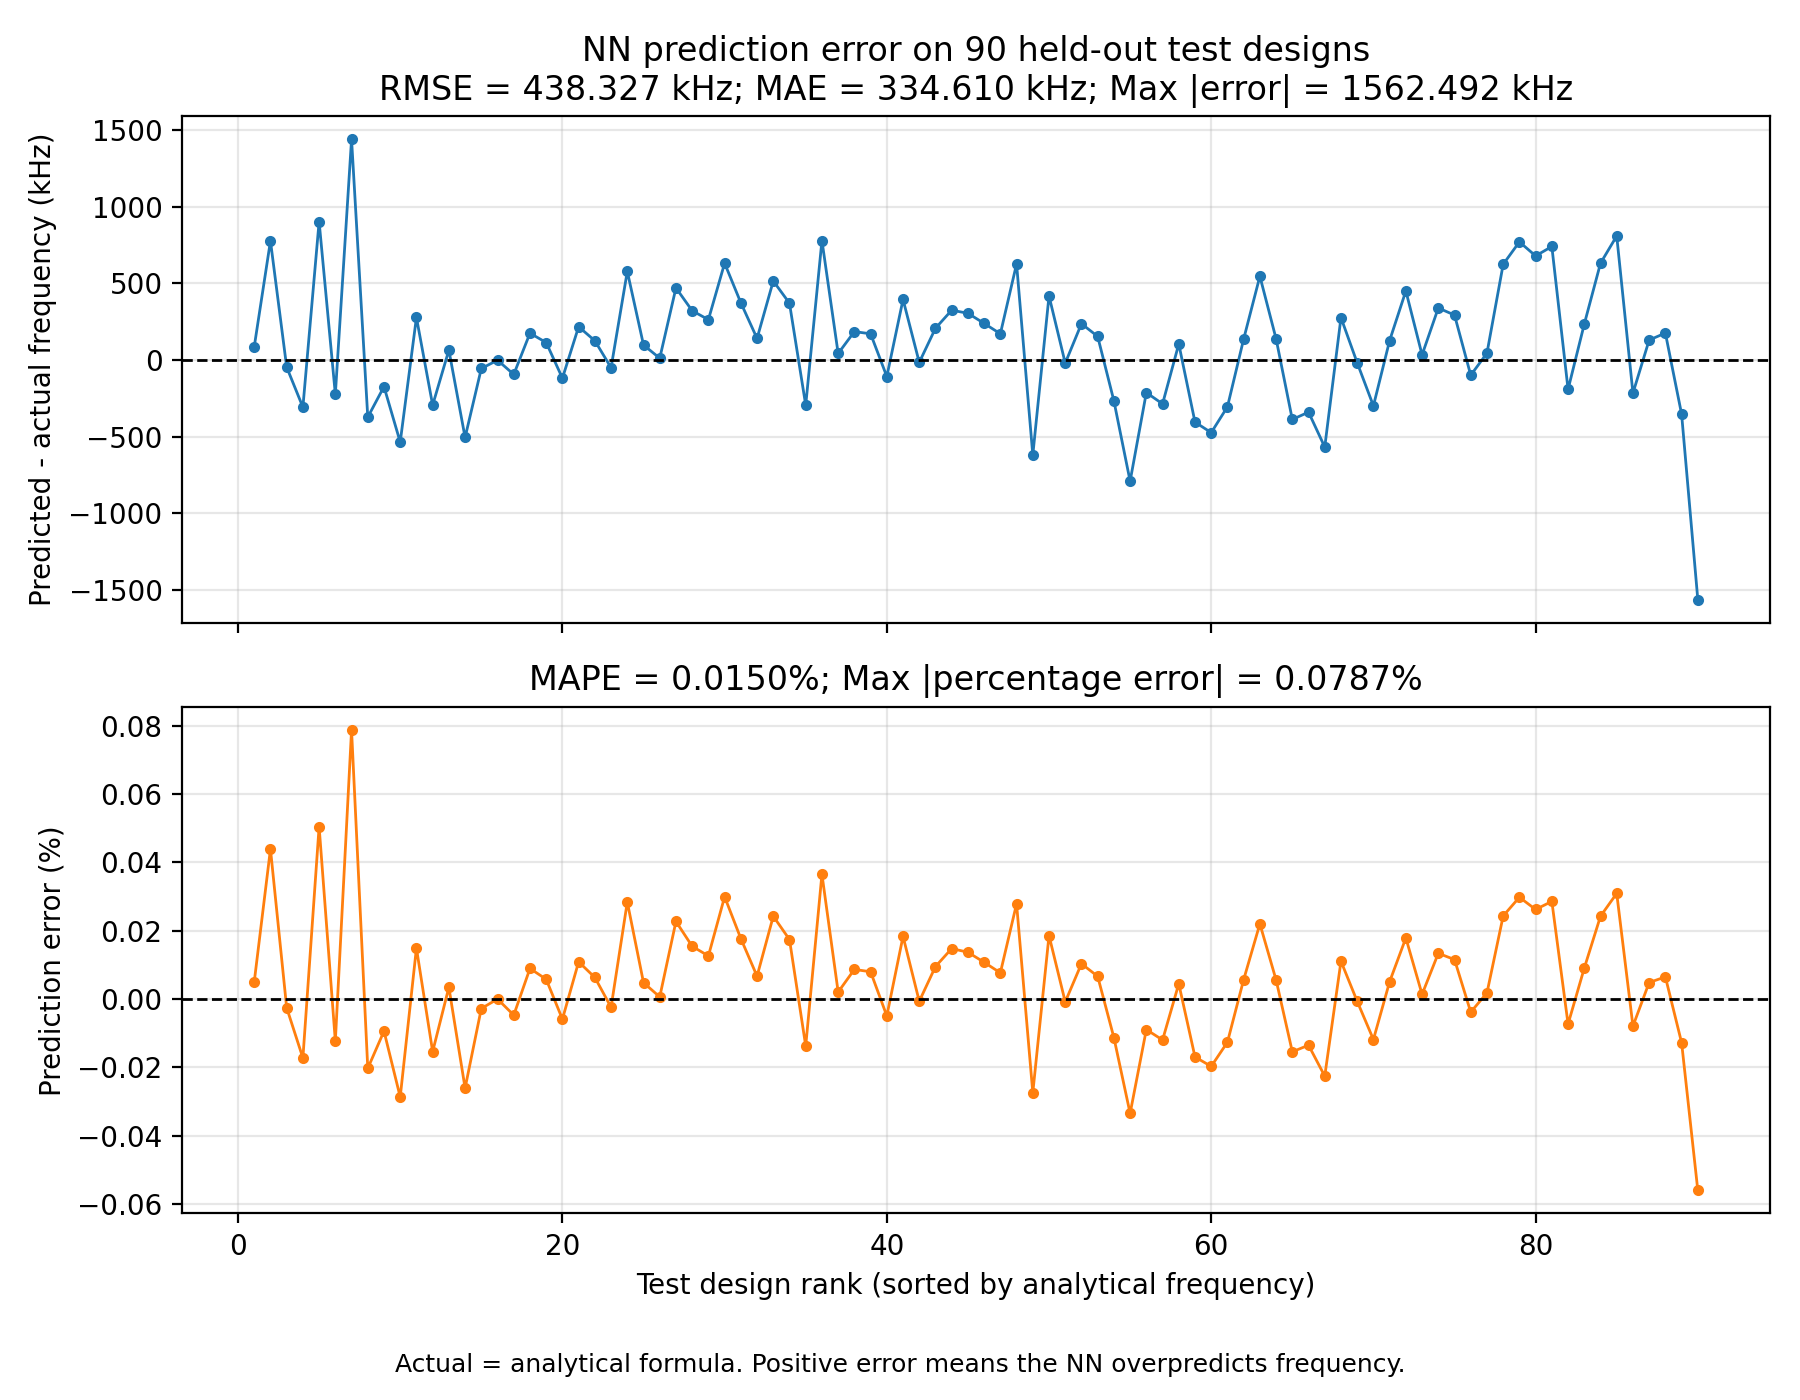 NN prediction error on 90 held-out test designs
RMSE = 438.327 kHz; MAE = 334.610 kHz; Max |error| = 1562.492 kHz
Predicted - actual frequency (kHz)
1500
1000
500
0
−500
−1000
−1500
MAPE = 0.0150%; Max |percentage error| = 0.0787%
Prediction error (%)
0.08
0.06
0.04
0.02
0.00
−0.02
−0.04
−0.06
0 20 40 60 80
Test design rank (sorted by analytical frequency)
Actual = analytical formula. Positive error means the NN overpredicts frequency.